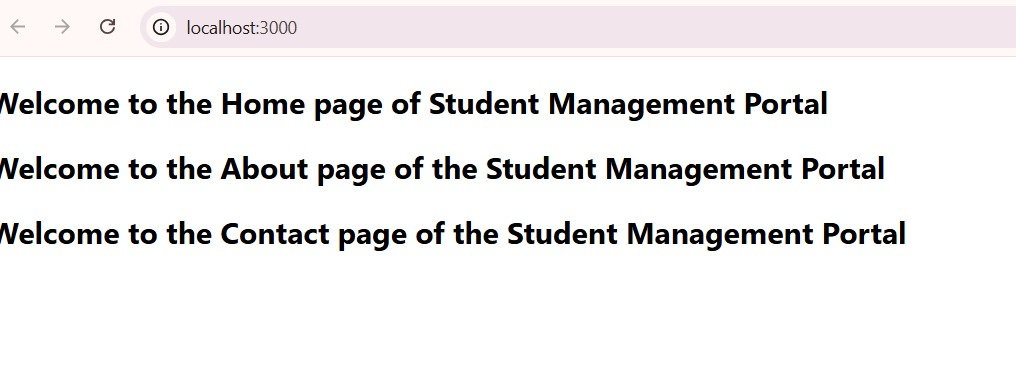 localhost:3000
Welcome to the Home page of Student Management Portal
Welcome to the About page of the Student Management Portal
Welcome to the Contact page of the Student Management Portal